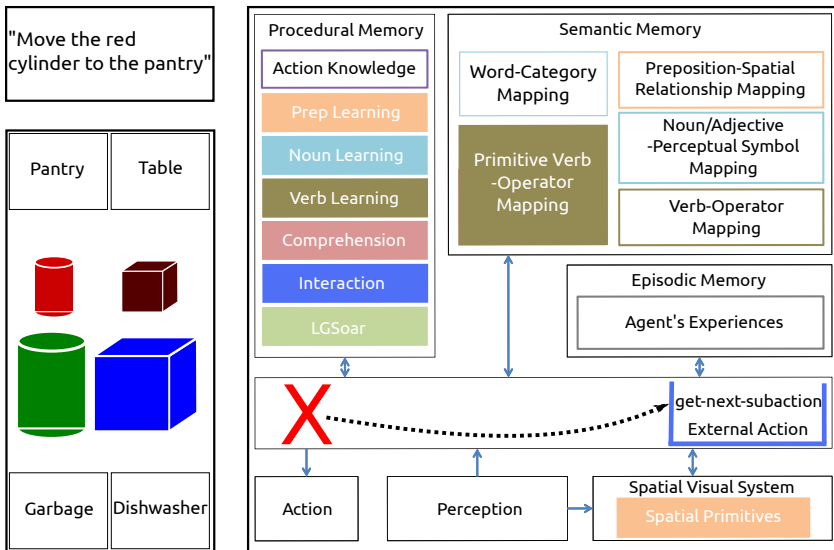 "Move the red
cylinder to the pantry"
Pantry
Table
Garbage
Dishwasher
Procedural Memory
Action Knowledge
Prep Learning
Noun Learning
Verb Learning
Comprehension
Interaction
LGSoar
Semantic Memory
Word-Category
Mapping
Primitive Verb
-Operator
Mapping
Preposition-Spatial
Relationship Mapping
Noun/Adjective
-Perceptual Symbol
Mapping
Verb-Operator
Mapping
Episodic Memory
Agent's Experiences
X
get-next-subaction
External Action
Action
Perception
Spatial Visual System
Spatial Primitives